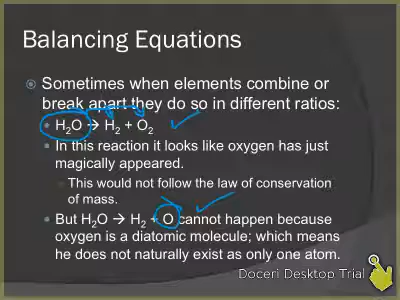 Balancing Equations
Sometimes when elements combine or
break apart they do so in different ratios:
H₂O → H₂ + O₂
In this reaction it looks like oxygen has just
magically appeared.
This would not follow the law of conservation
of mass.
But H₂O → H₂ + O cannot happen because
oxygen is a diatomic molecule; which means
he does not naturally exist as only one atom.
Doceri Desktop Trial